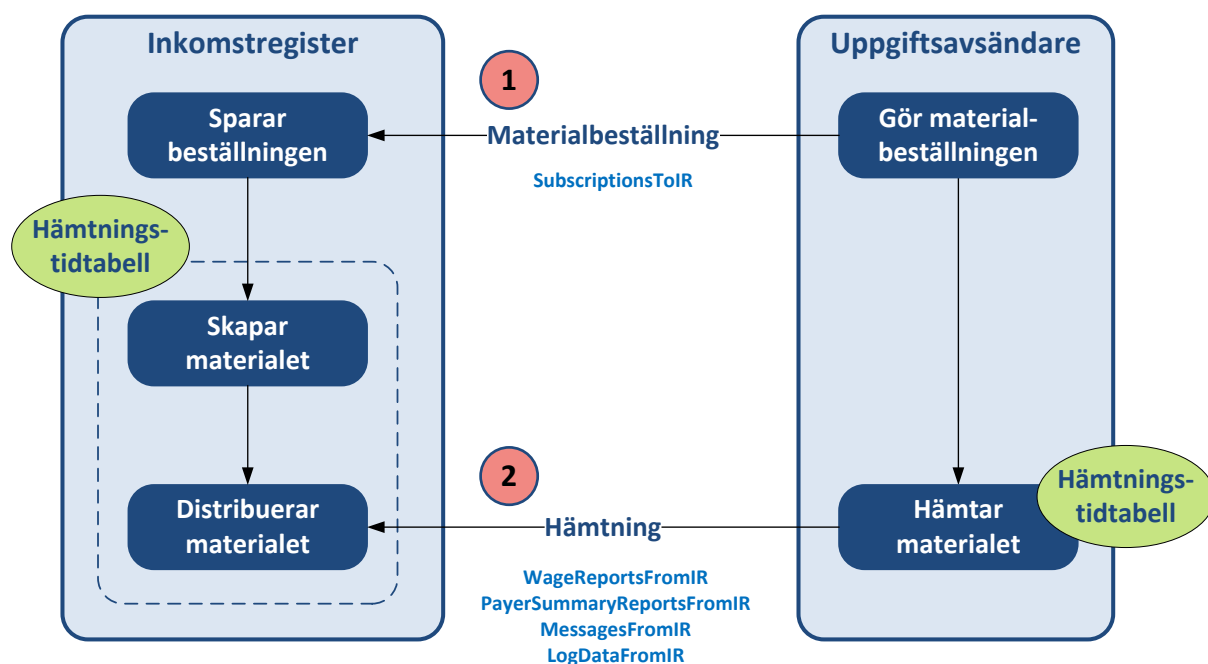 Inkomstregister
Uppgiftsavsändare
1
Sparar
beställningen
Materialbeställning
Gör material-
beställningen
SubscriptionsToIR
Hämtnings-
tidtabell
Skapar
materialet
2
Distribuerar
materialet
Hämtning
Hämtar
materialet
Hämtnings-
tidtabell
WageReportsFromIR
PayerSummaryReportsFromIR
MessagesFromIR
LogDataFromIR